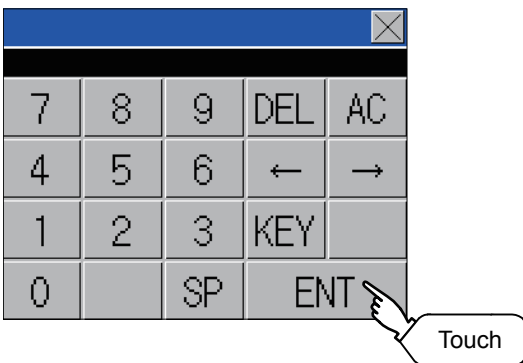 7 8 9 DEL AC
4 5 6 ← →
1 2 3 KEY
0 SP ENT
Touch